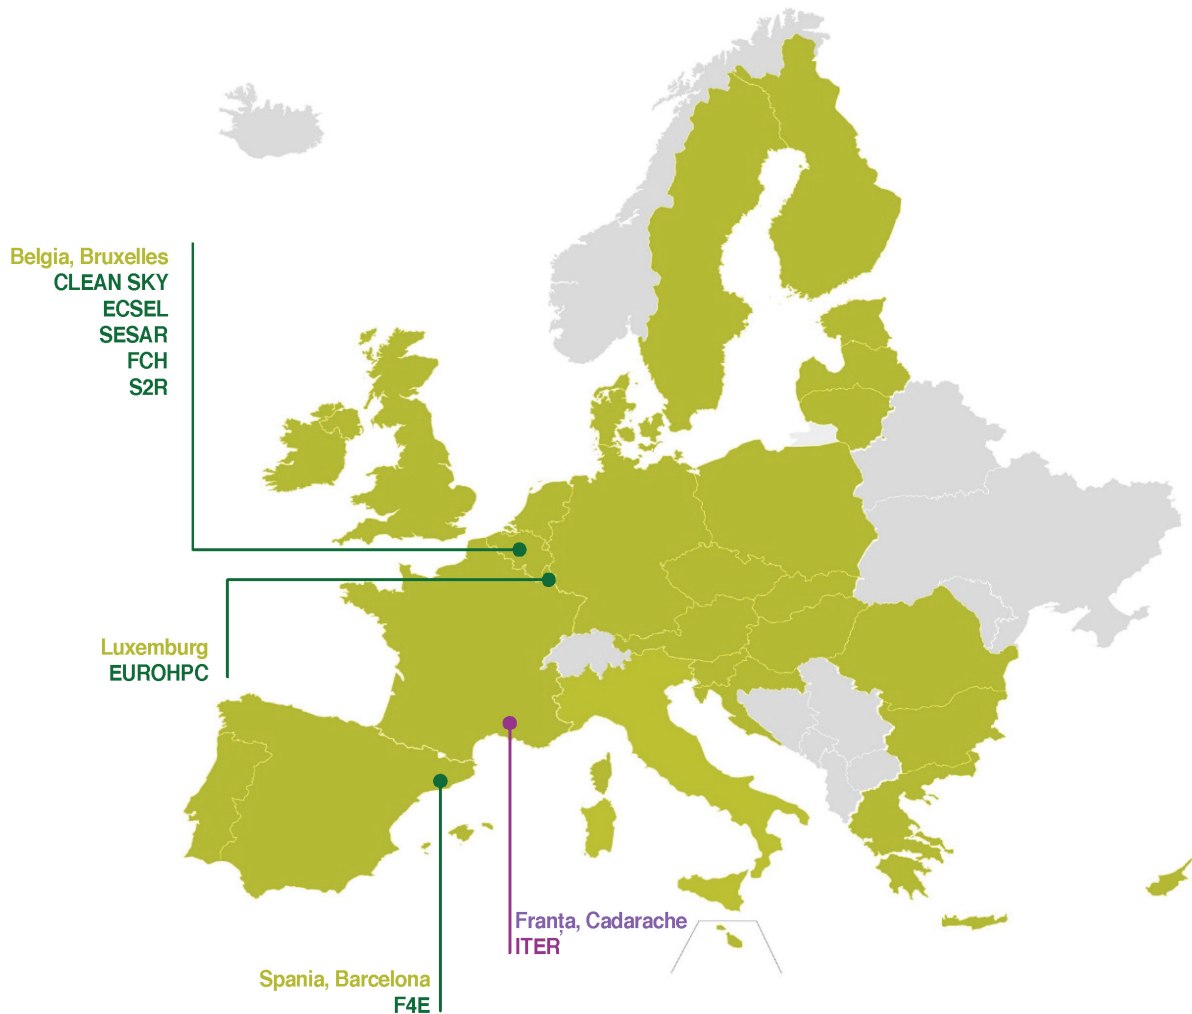 Belgia, Bruxelles
CLEAN SKY
ECSEL
SESAR
FCH
S2R
Luxemburg
EUROHPC
Franța, Cadarache
ITER
Spania, Barcelona
F4E